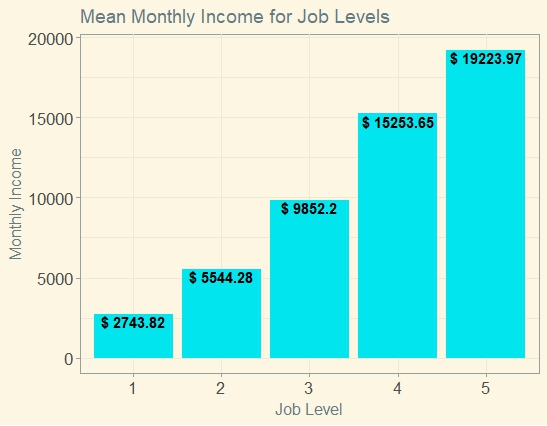 Mean Monthly Income for Job Levels
Monthly Income
20000
15000
10000
5000
0
$ 2743.82
$ 5544.28
$ 9852.2
$ 15253.65
$ 19223.97
1 2 3 4 5
Job Level